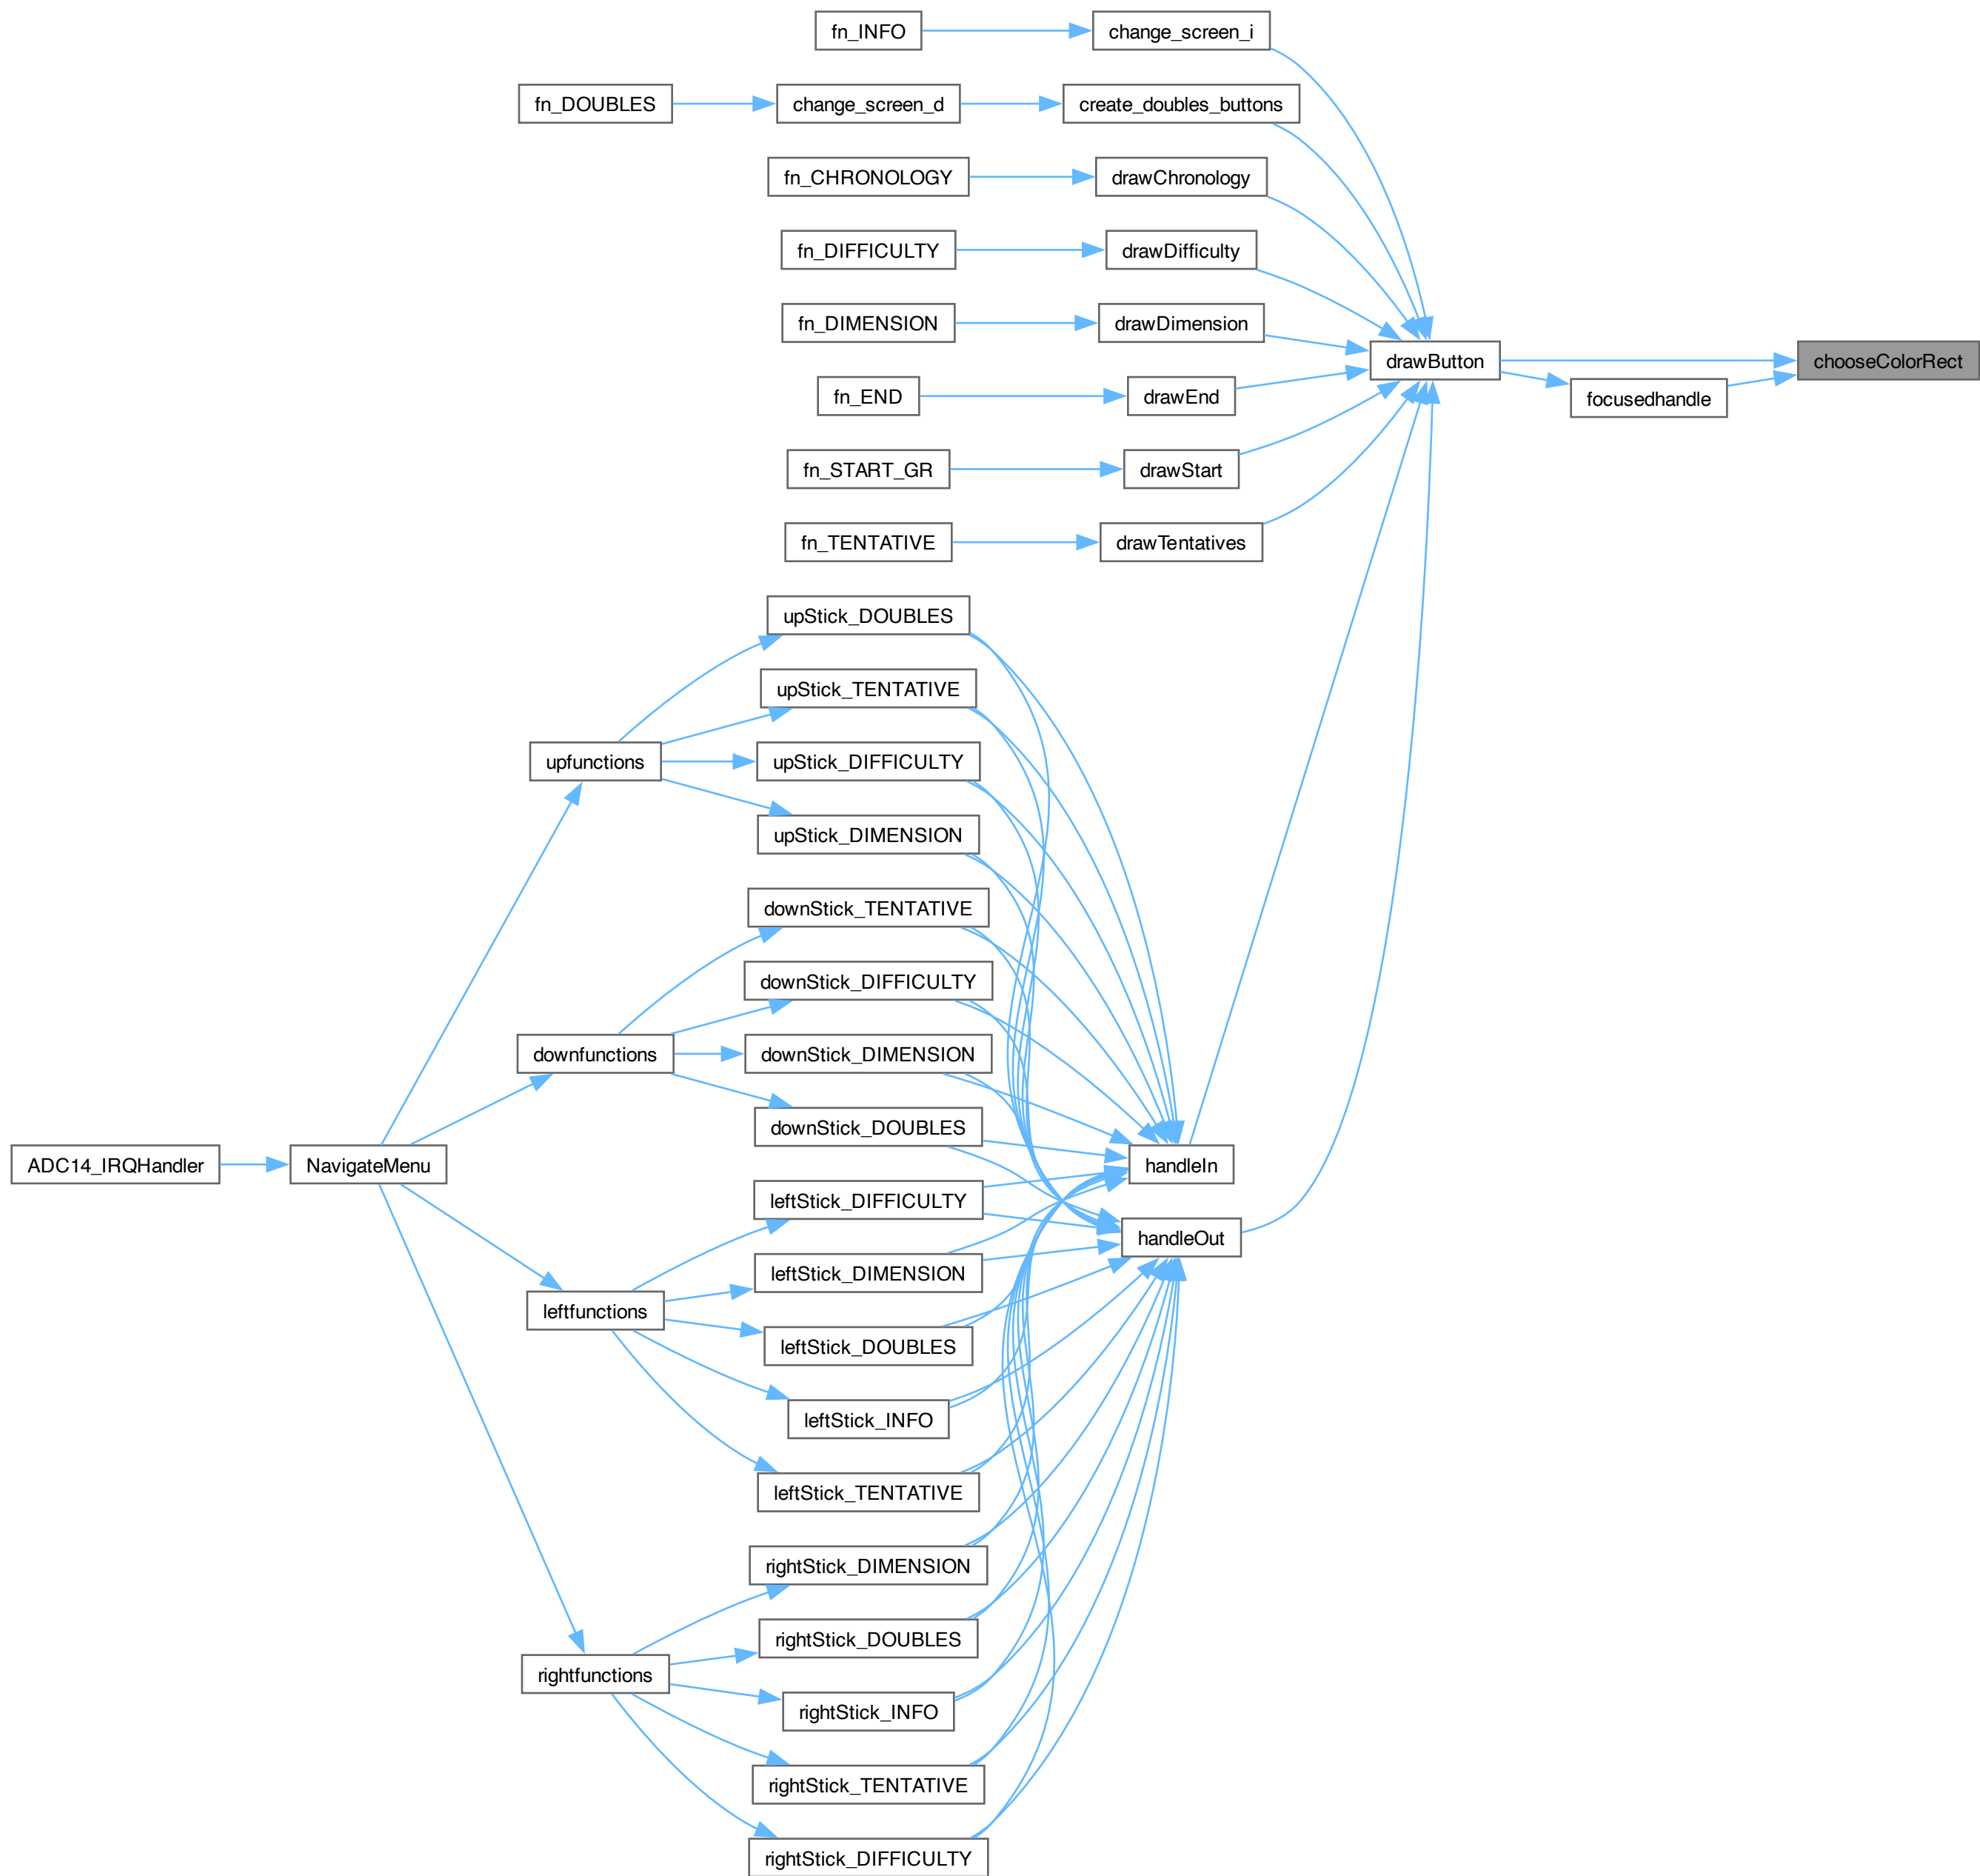 fn_INFO
change_screen_i
fn_DOUBLES
change_screen_d
create_doubles_buttons
fn_CHRONOLOGY
drawChronology
fn_DIFFICULTY
drawDifficulty
fn_DIMENSION
drawDimension
drawButton
chooseColorRect
fn_END
drawEnd
focusedhandle
fn_START_GR
drawStart
fn_TENTATIVE
drawTentatives
upStick_DOUBLES
upStick_TENTATIVE
upfunctions
upStick_DIFFICULTY
upStick_DIMENSION
downStick_TENTATIVE
downStick_DIFFICULTY
downfunctions
downStick_DIMENSION
downStick_DOUBLES
ADC14_IRQHandler
NavigateMenu
handleIn
leftStick_DIFFICULTY
handleOut
leftStick_DIMENSION
leftfunctions
leftStick_DOUBLES
leftStick_INFO
leftStick_TENTATIVE
rightStick_DIMENSION
rightStick_DOUBLES
rightfunctions
rightStick_INFO
rightStick_TENTATIVE
rightStick_DIFFICULTY